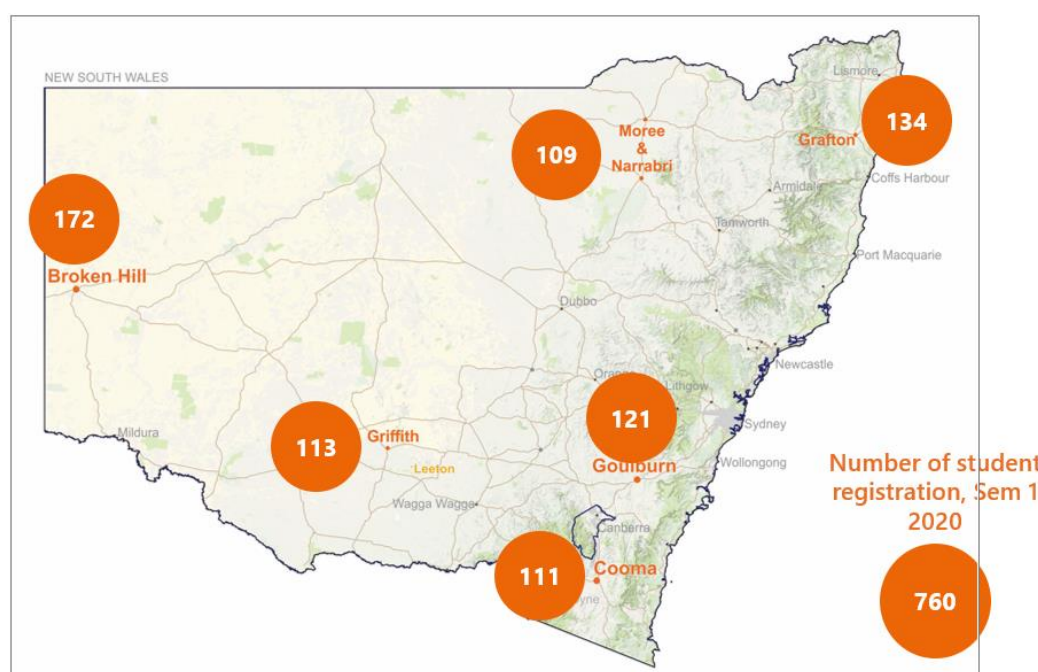 NEW SOUTH WALES
Lismore
134
Grafton
Coffs Harbour
Moree
&
Narrabri
109
Armidale
Tamworth
172
Broken Hill
Port Macquarie
Dubbo
Newcastle
Lithgow
121
Sydney
Goulburn
Wollongong
Mildura
113
Griffith
Leeton
Wagga Wagga
Canberra
111
Cooma
Number of student
registration, Sem 1
2020
760